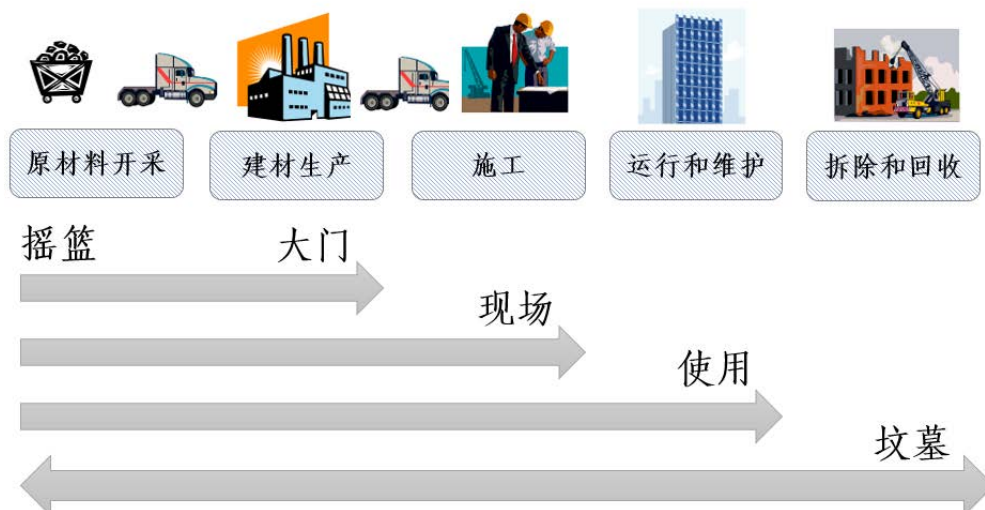 原材料开采
建材生产
施工
运行和维护
拆除和回收
摇篮
大门
现场
使用
坟墓